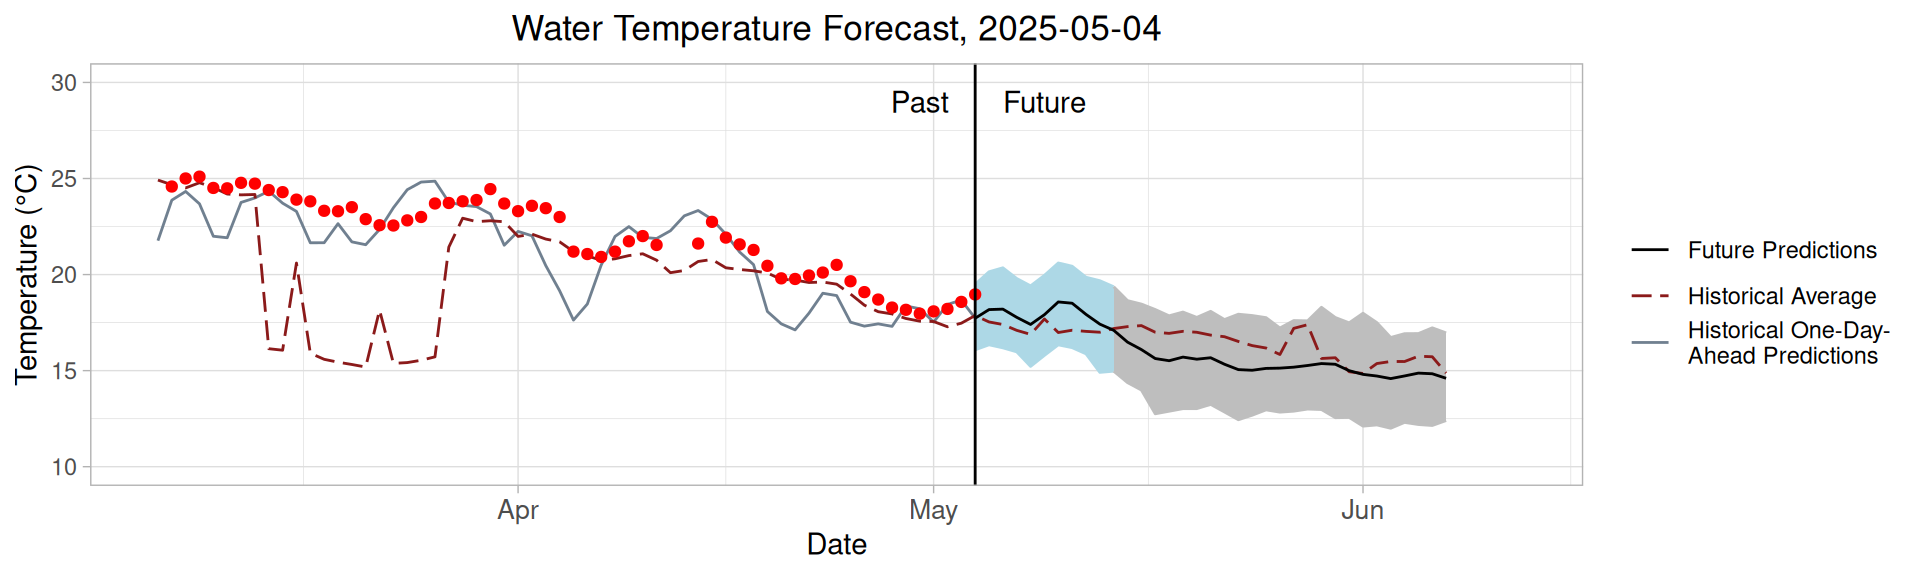 Water Temperature Forecast, 2025-05-04
30
25
20
15
10
Temperature (°C)
Past
Future
Apr
May
Jun
Date
Future Predictions
Historical Average
Historical One-Day-
Ahead Predictions